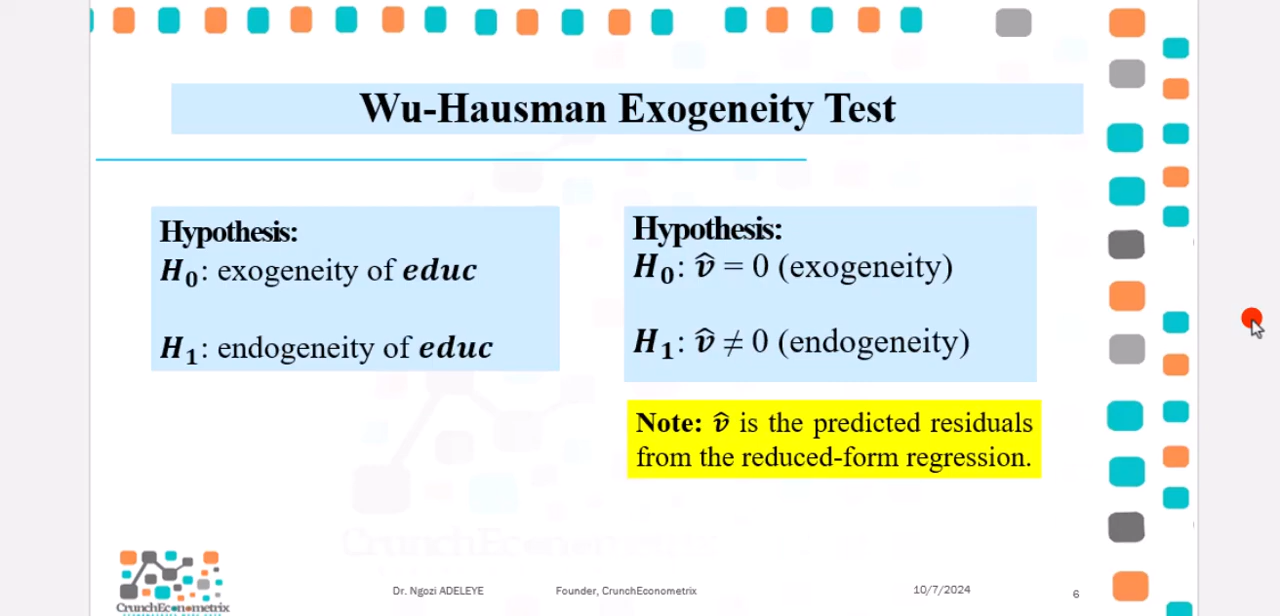 Wu-Hausman Exogeneity Test
Hypothesis:
H₀: exogeneity of educ
H₁: endogeneity of educ
Hypothesis:
H₀: v̂ = 0 (exogeneity)
H₁: v̂ ≠ 0 (endogeneity)
Note: v̂ is the predicted residuals
from the reduced-form regression.
CrunchEconometrix
CrunchEconometrix
Dr. Ngozi ADELEYE
Founder, CrunchEconometrix
10/7/2024
6